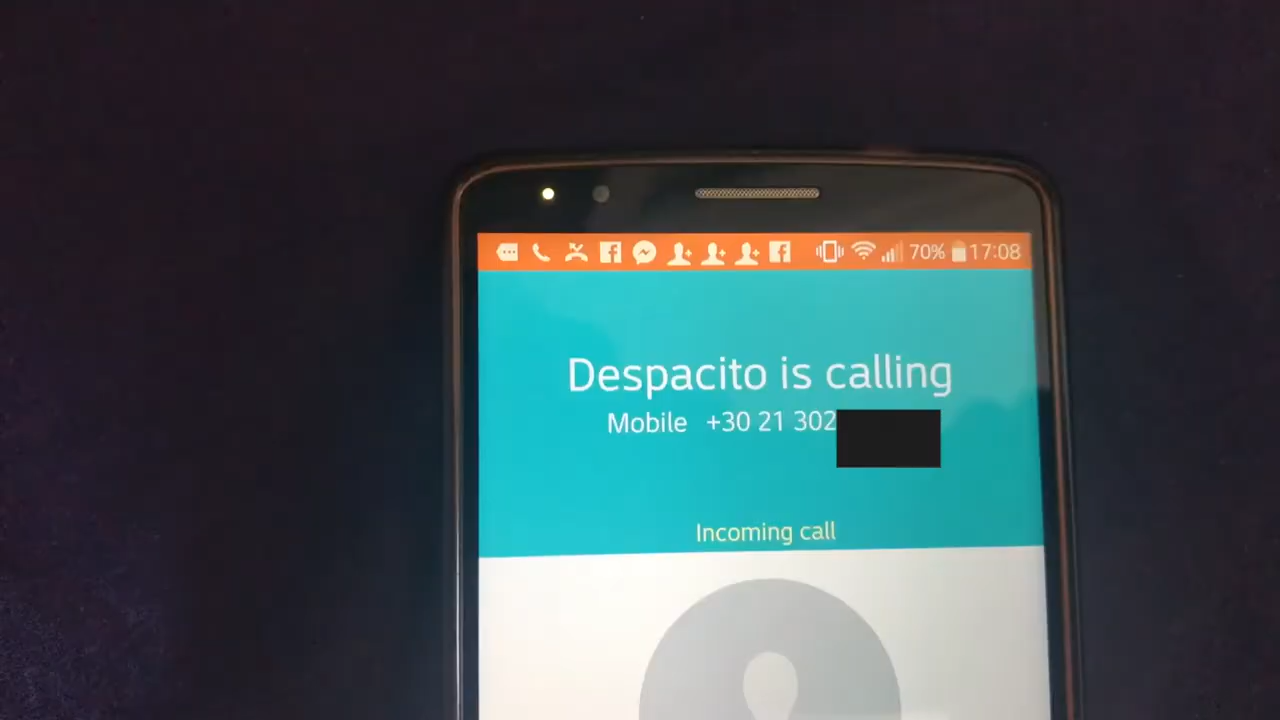 70% 17:08
Despacito is calling
Mobile +30 21 302
Incoming call